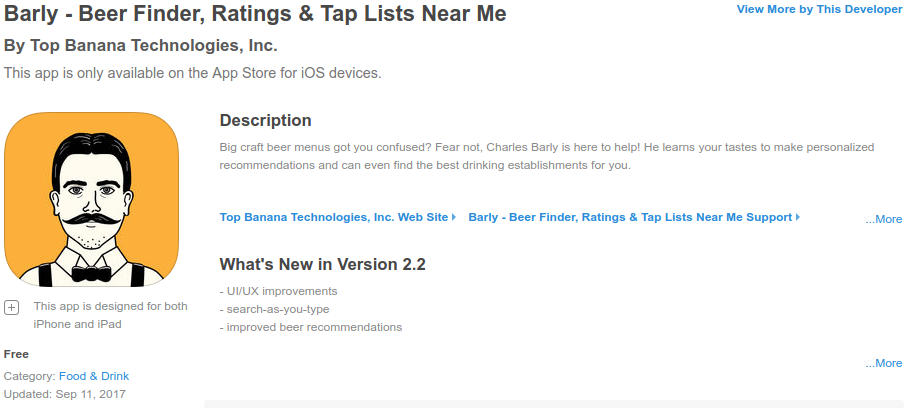 Barly - Beer Finder, Ratings & Tap Lists Near Me
View More by This Developer
By Top Banana Technologies, Inc.
This app is only available on the App Store for iOS devices.
Description
Big craft beer menus got you confused? Fear not, Charles Barly is here to help! He learns your tastes to make personalized
recommendations and can even find the best drinking establishments for you.
Top Banana Technologies, Inc. Web Site
Barly - Beer Finder, Ratings & Tap Lists Near Me Support
...More
What's New in Version 2.2
- UI/UX improvements
- search-as-you-type
- improved beer recommendations
...More
This app is designed for both
iPhone and iPad
Free
Category: Food & Drink
Updated: Sep 11, 2017